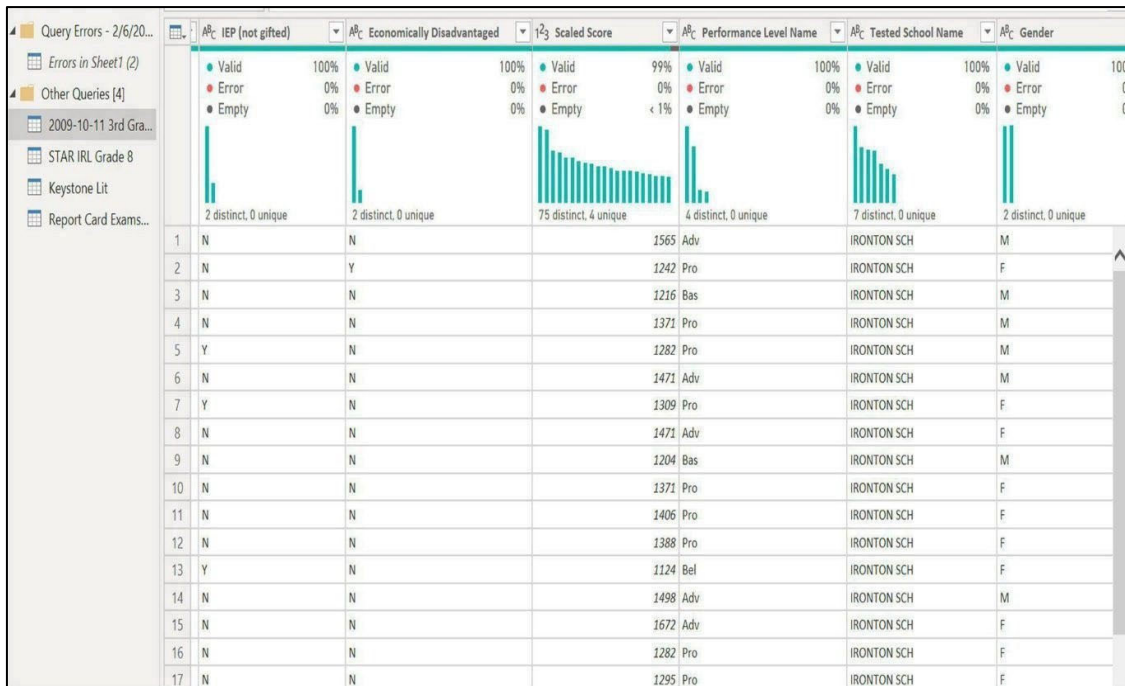 Query Errors - 2/6/20...
Errors in Sheet1 (2)
Other Queries [4]
2009-10-11 3rd Gra...
STAR IRL Grade 8
Keystone Lit
Report Card Exams...
ABC IEP (not gifted) ABC Economically Disadvantaged 123 Scaled Score ABC Performance Level Name ABC Tested School Name ABC Gender
Valid 100% Valid 100% Valid 99% Valid 100% Valid 100% Valid 100
Error 0% Error 0% Error 0% Error 0% Error 0% Error
Empty 0% Empty 0% Empty < 1% Empty 0% Empty 0% Empty
2 distinct, 0 unique 2 distinct, 0 unique 75 distinct, 4 unique 4 distinct, 0 unique 7 distinct, 0 unique 2 distinct, 0 unique
1 N N 1565 Adv IRONTON SCH M
2 N Y 1242 Pro IRONTON SCH F
3 N N 1216 Bas IRONTON SCH M
4 N N 1371 Pro IRONTON SCH M
5 Y N 1282 Pro IRONTON SCH M
6 N N 1471 Adv IRONTON SCH M
7 Y N 1309 Pro IRONTON SCH F
8 N N 1471 Adv IRONTON SCH F
9 N N 1204 Bas IRONTON SCH M
10 N N 1371 Pro IRONTON SCH F
11 N N 1406 Pro IRONTON SCH F
12 N N 1388 Pro IRONTON SCH F
13 Y N 1124 Bel IRONTON SCH F
14 N N 1498 Adv IRONTON SCH M
15 N N 1672 Adv IRONTON SCH F
16 N N 1282 Pro IRONTON SCH F
17 N N 1295 Pro IRONTON SCH F